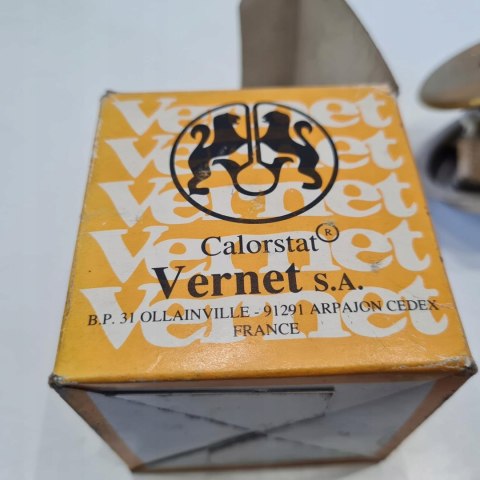 Vernet
Vernet
Vernet
Vernet
Vernet
Calorstat®
Vernet S.A.
B.P. 31 OLLAINVILLE - 91291 ARPAJON CEDEX
FRANCE